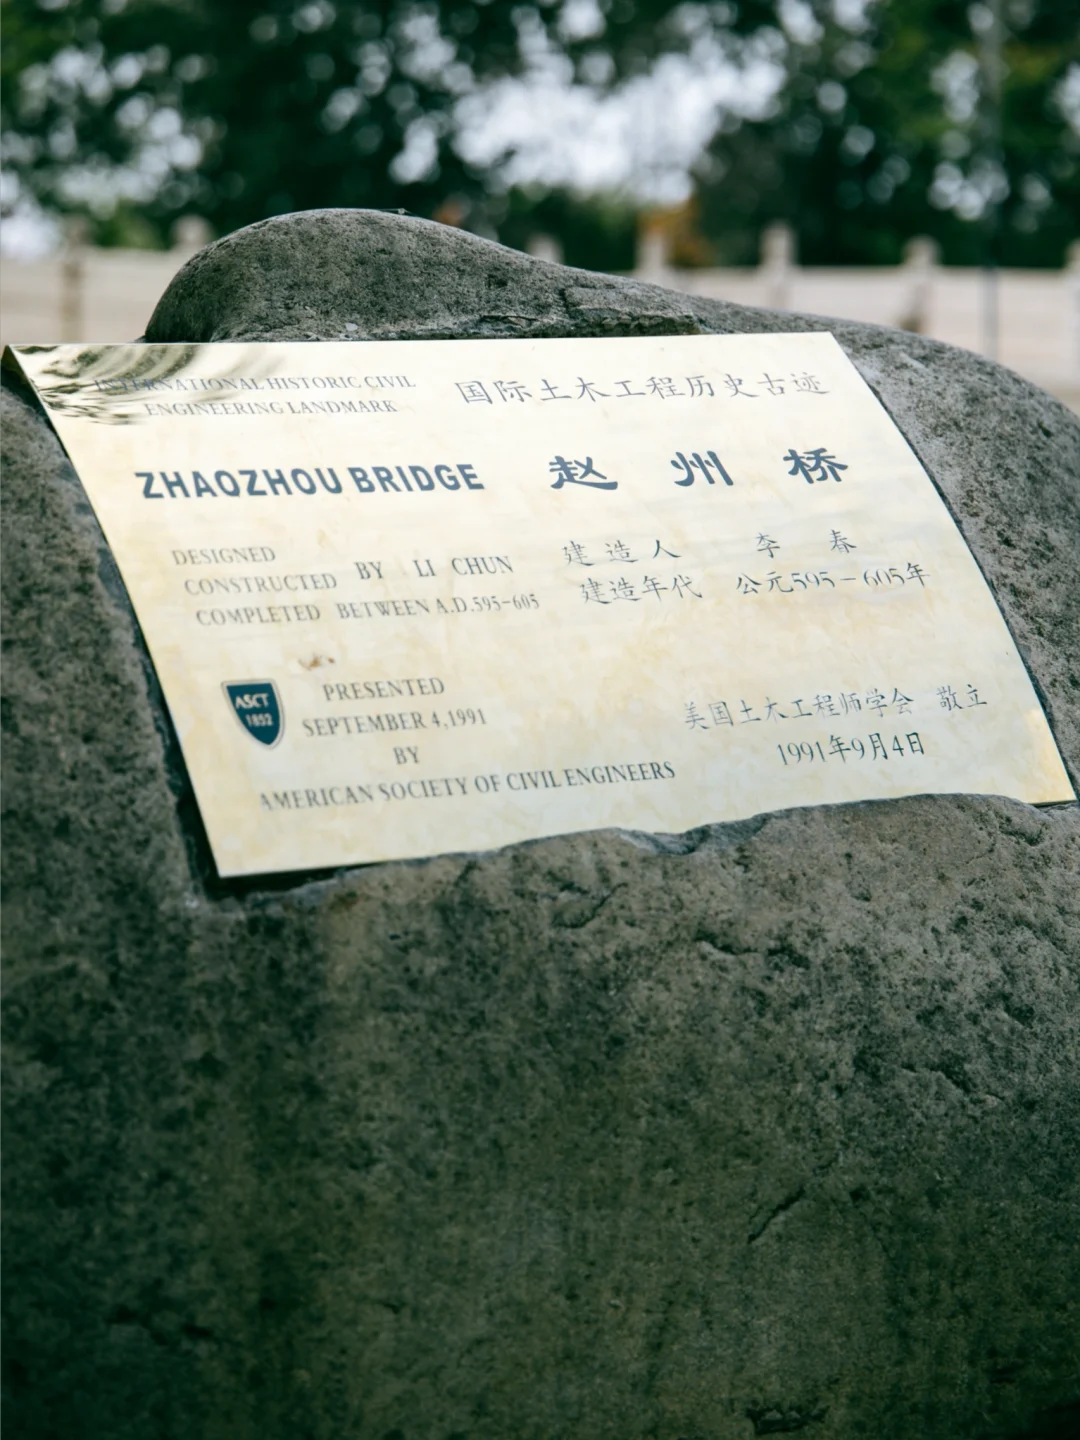 INTERNATIONAL HISTORIC CIVIL
ENGINEERING LANDMARK
国际土木工程历史古迹
ZHAOZHOU BRIDGE
赵 州 桥
DESIGNED
CONSTRUCTED BY LI CHUN
COMPLETED BETWEEN A.D.595-605
建 造 人 李 春
建造年代 公元595-605年
ASCT
1852
PRESENTED
SEPTEMBER 4,1991
BY
AMERICAN SOCIETY OF CIVIL ENGINEERS
美国土木工程师学会 敬立
1991年9月4日